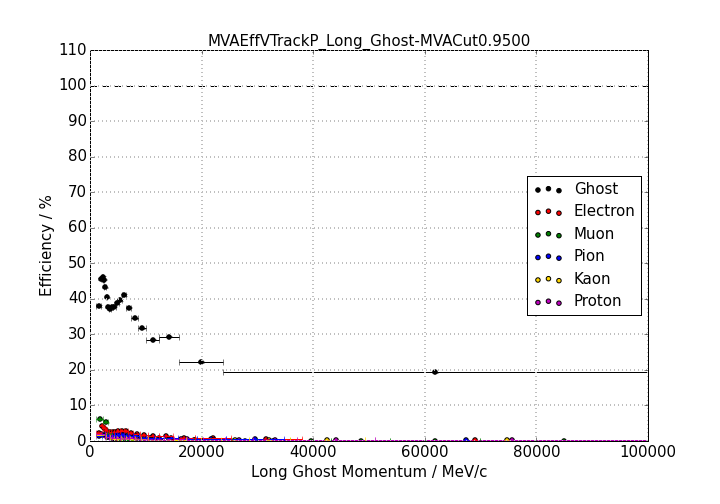 MVAEffVTrackP_Long_Ghost-MVACut0.9500
110
100
90
80
70
60
50
40
30
20
10
0
Efficiency / %
Ghost
Electron
Muon
Pion
Kaon
Proton
0 20000 40000 60000 80000 100000
Long Ghost Momentum / MeV/c